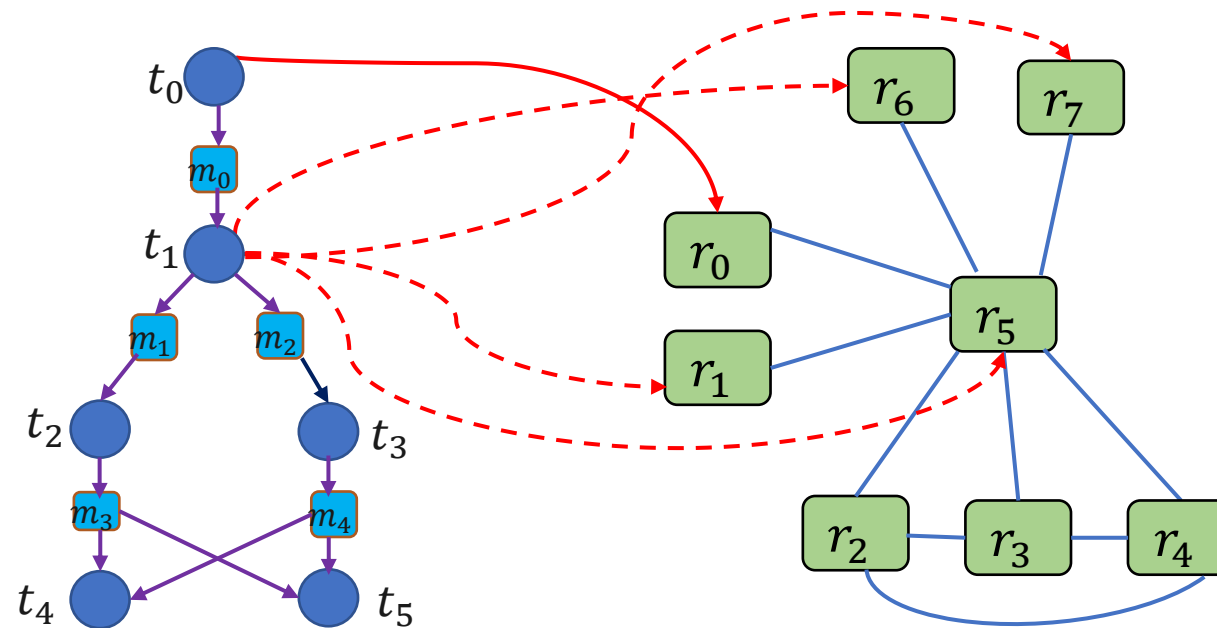 t₀
m₀
t₁
m₁
m₂
t₂
t₃
m₃
m₄
t₄
t₅
r₆
r₇
r₀
r₅
r₁
r₂
r₃
r₄